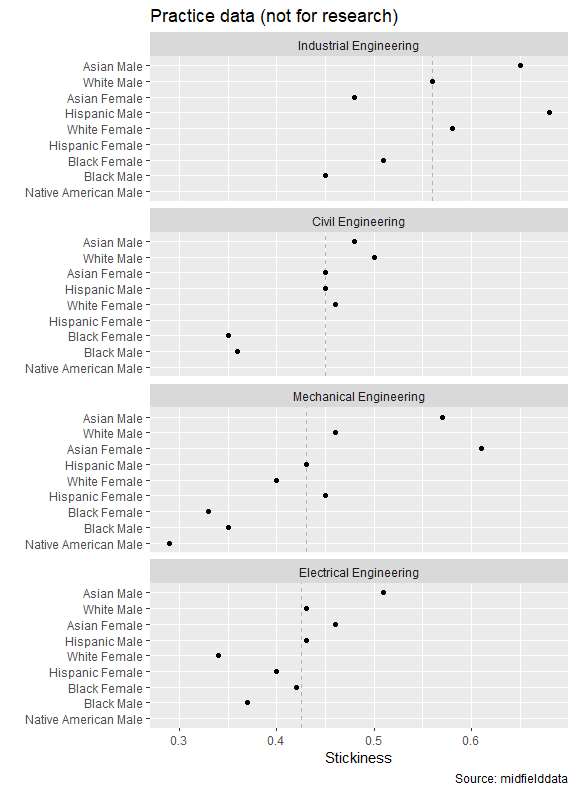 Practice data (not for research)
Industrial Engineering
Asian Male
White Male
Asian Female
Hispanic Male
White Female
Hispanic Female
Black Female
Black Male
Native American Male
Civil Engineering
Asian Male
White Male
Asian Female
Hispanic Male
White Female
Hispanic Female
Black Female
Black Male
Native American Male
Mechanical Engineering
Asian Male
White Male
Asian Female
Hispanic Male
White Female
Hispanic Female
Black Female
Black Male
Native American Male
Electrical Engineering
Asian Male
White Male
Asian Female
Hispanic Male
White Female
Hispanic Female
Black Female
Black Male
Native American Male
0.3 0.4 0.5 0.6
Stickiness
Source: midfielddata